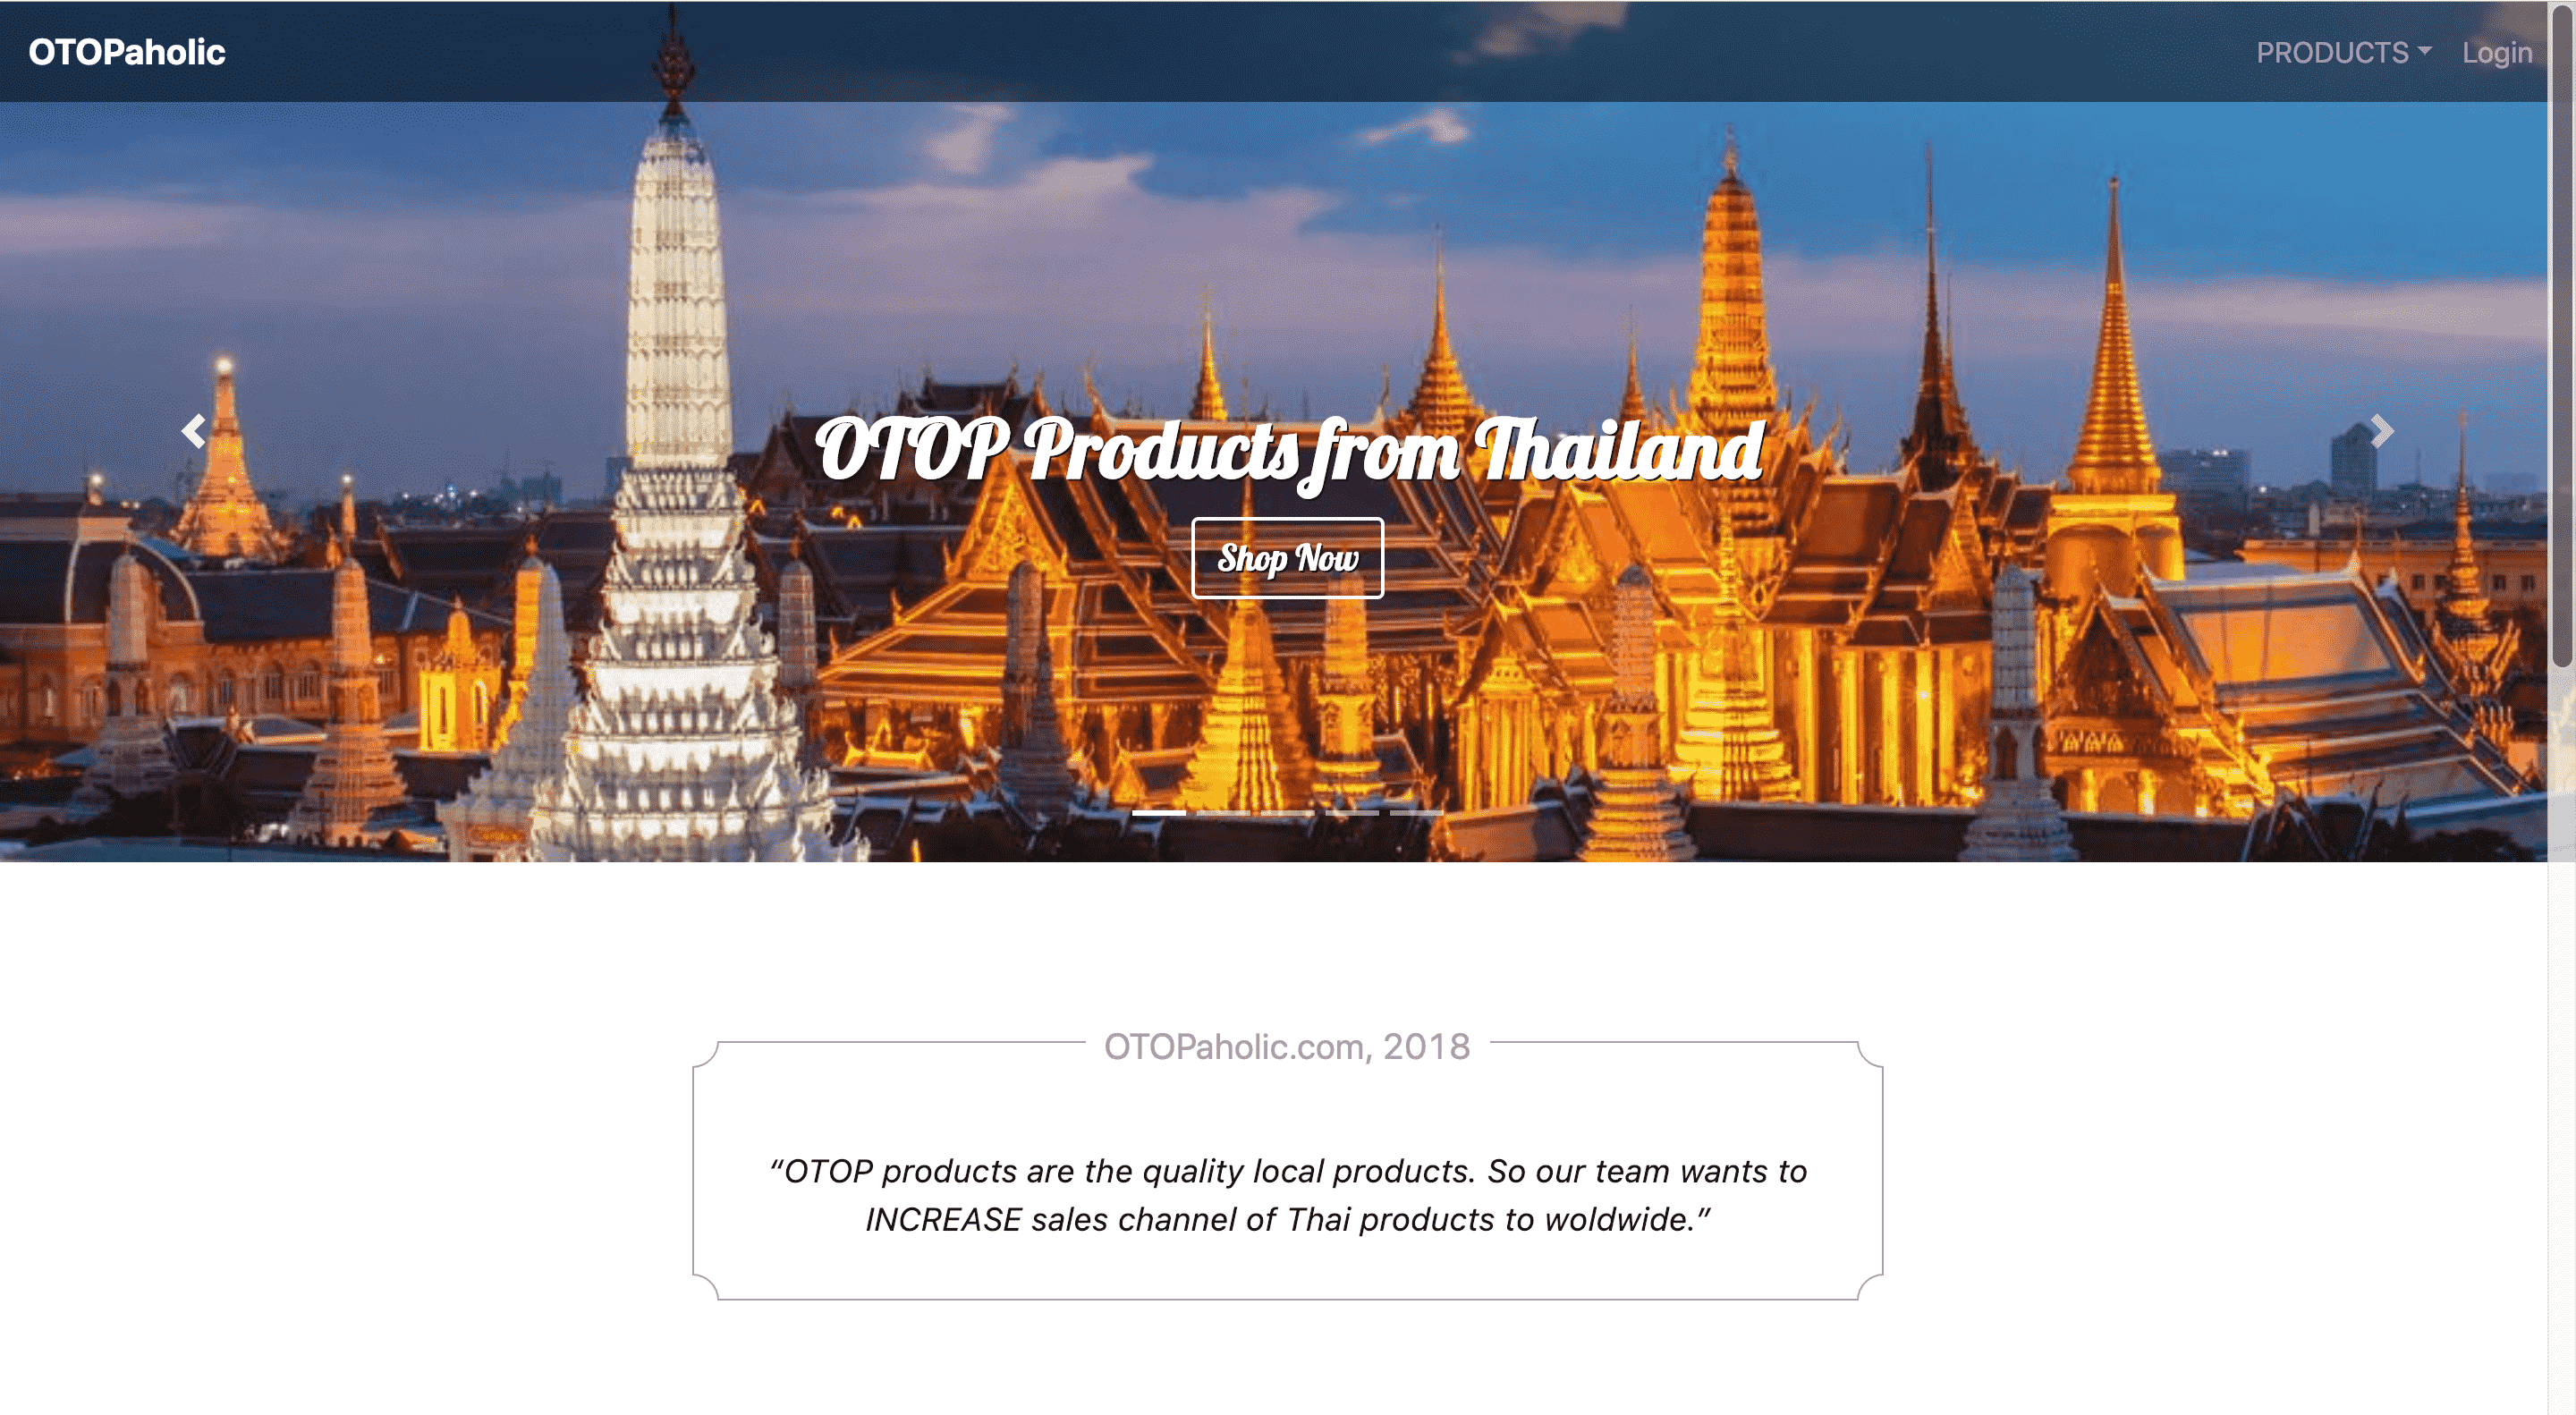 OTOPaholic
PRODUCTS
Login
OTOP Products from Thailand
Shop Now
OTOPaholic.com, 2018
“OTOP products are the quality local products. So our team wants to
INCREASE sales channel of Thai products to woldwide.”